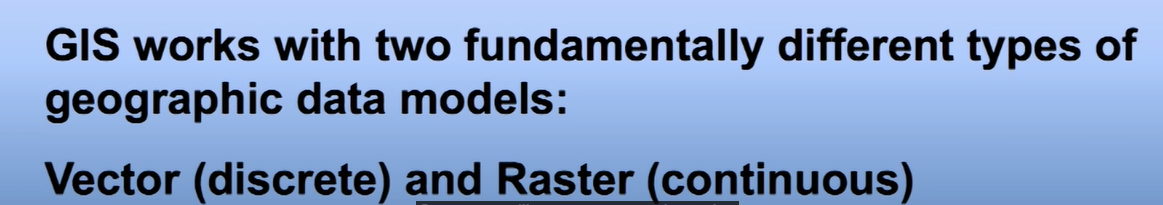 GIS works with two fundamentally different types of
geographic data models:
Vector (discrete) and Raster (continuous)